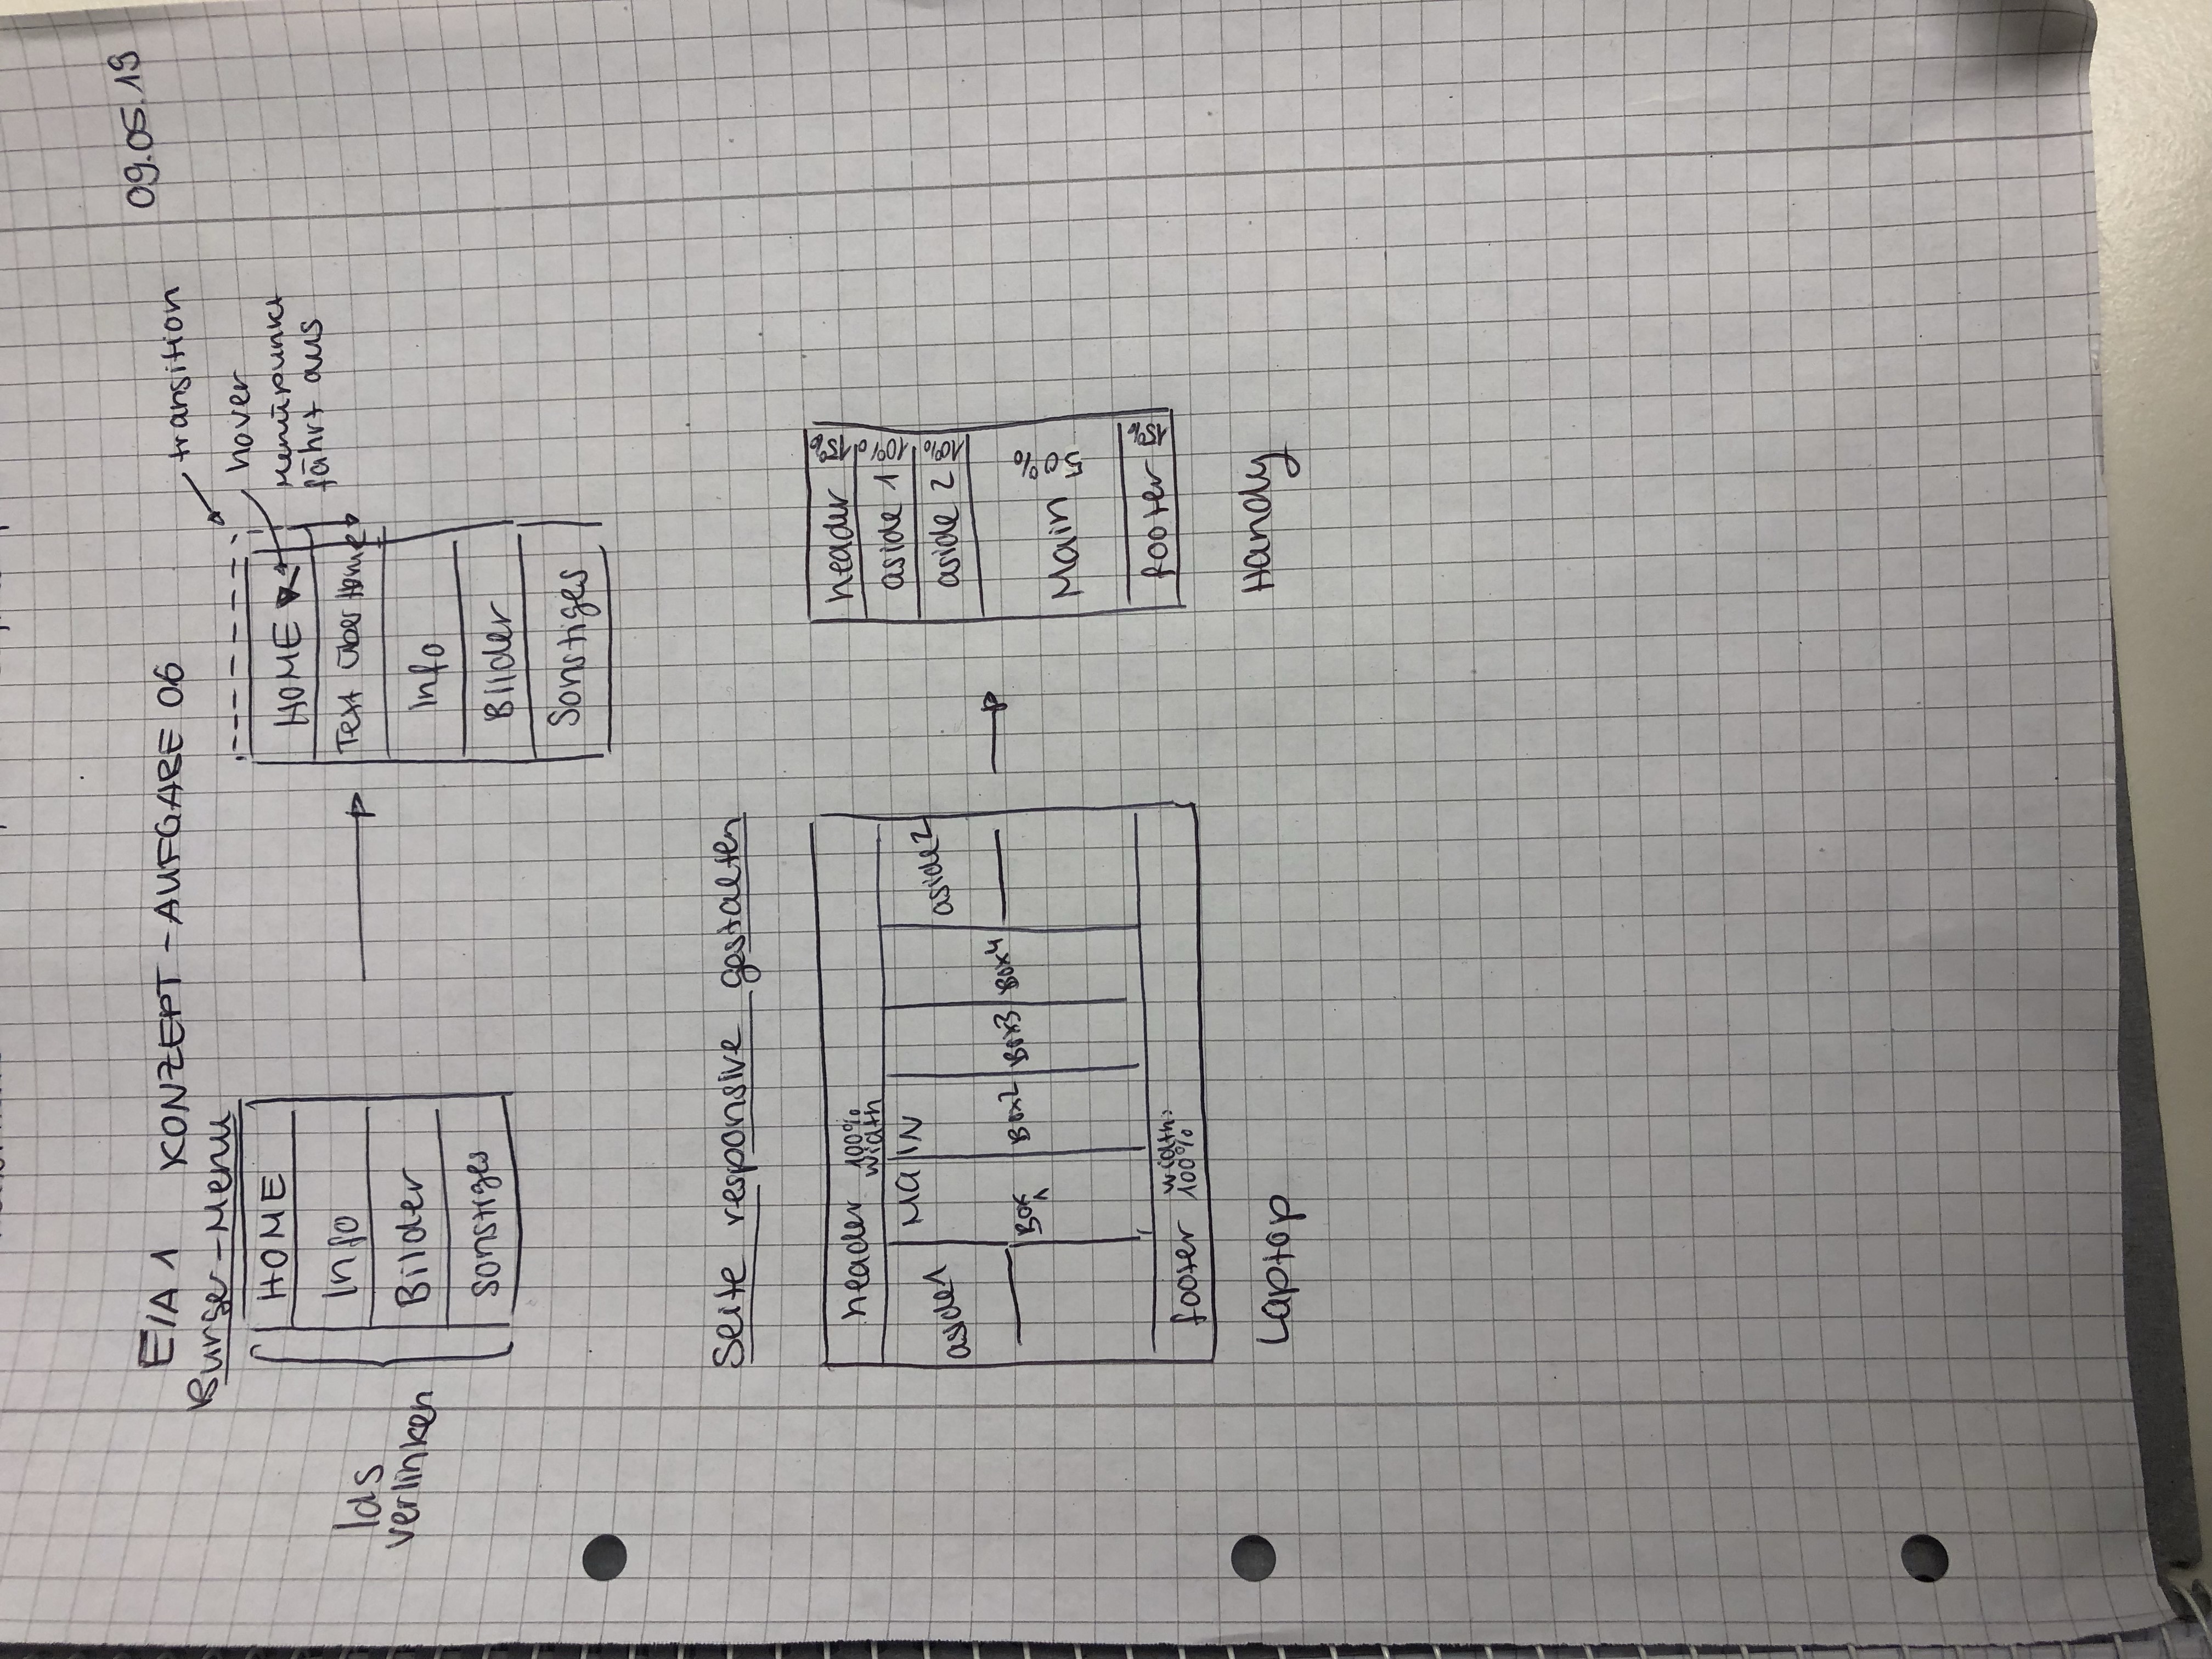 09.05.19
EIA 1 KONZEPT - AUFGABE 06
Burger-Menu
transition
hover
Menüpunkt
fährt aus
Ids
verlinken
HOME
Info
Bilder
Sonstiges
HOME
Text über Home
Info
Bilder
Sonstiges
Seite responsive gestalten
header 100%
width
MAIN
aside1
aside2
Box
1
Box2
Box3
Box4
footer width:
100%
Laptop
header 15%
aside 1 10%
aside 2 10%
Main 50%
footer 15%
Handy